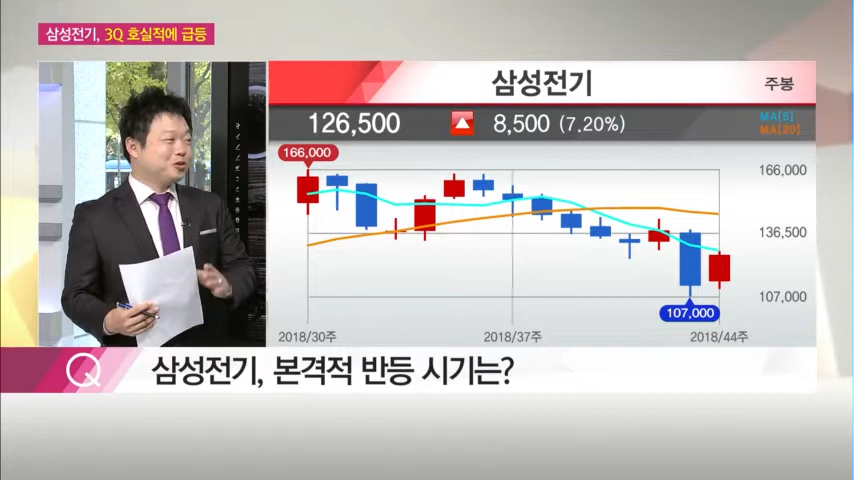 삼성전기, 3Q 호실적에 급등
삼성전기
주봉
126,500 ▲ 8,500 (7.20%)
MA[5]
MA[20]
166,000
166,000
136,500
107,000
107,000
2018/30주 2018/37주 2018/44주
Q 삼성전기, 본격적 반등 시기는?